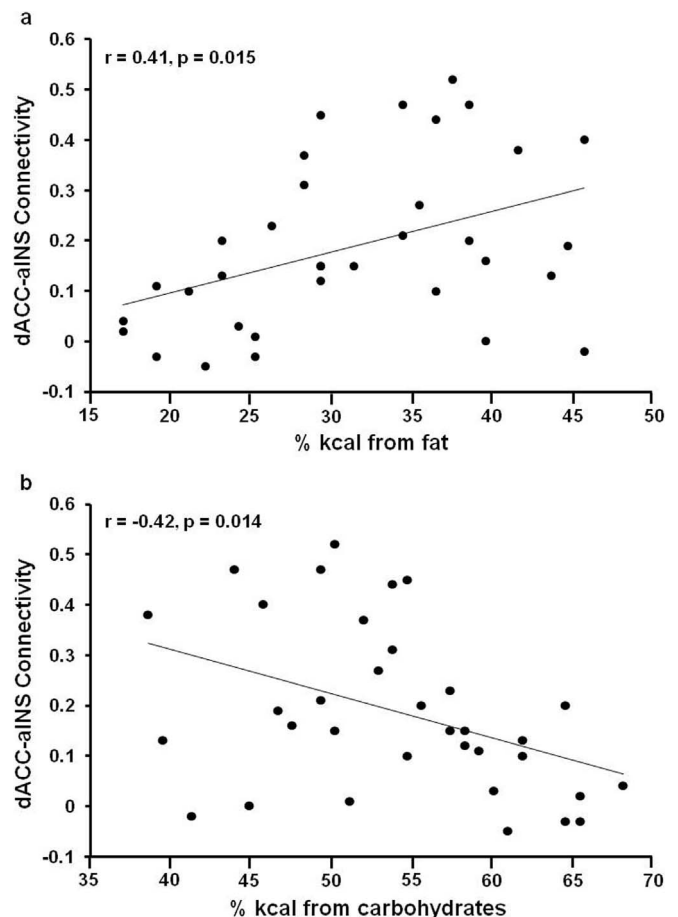 a
0.6
r = 0.41, p = 0.015
0.5
0.4
0.3
0.2
0.1
0
-0.1
dACC-aINS Connectivity
15 20 25 30 35 40 45 50
% kcal from fat
b
0.6
r = -0.42, p = 0.014
0.5
0.4
0.3
0.2
0.1
0
-0.1
dACC-aINS Connectivity
35 40 45 50 55 60 65 70
% kcal from carbohydrates